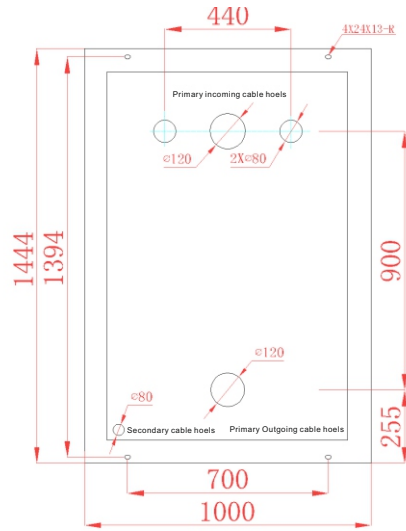 440
4X24X13-R
Primary incoming cable hoels
⌀120
2X⌀80
1444
1394
900
⌀120
⌀80
Secondary cable hoels
Primary Outgoing cable hoels
255
700
1000